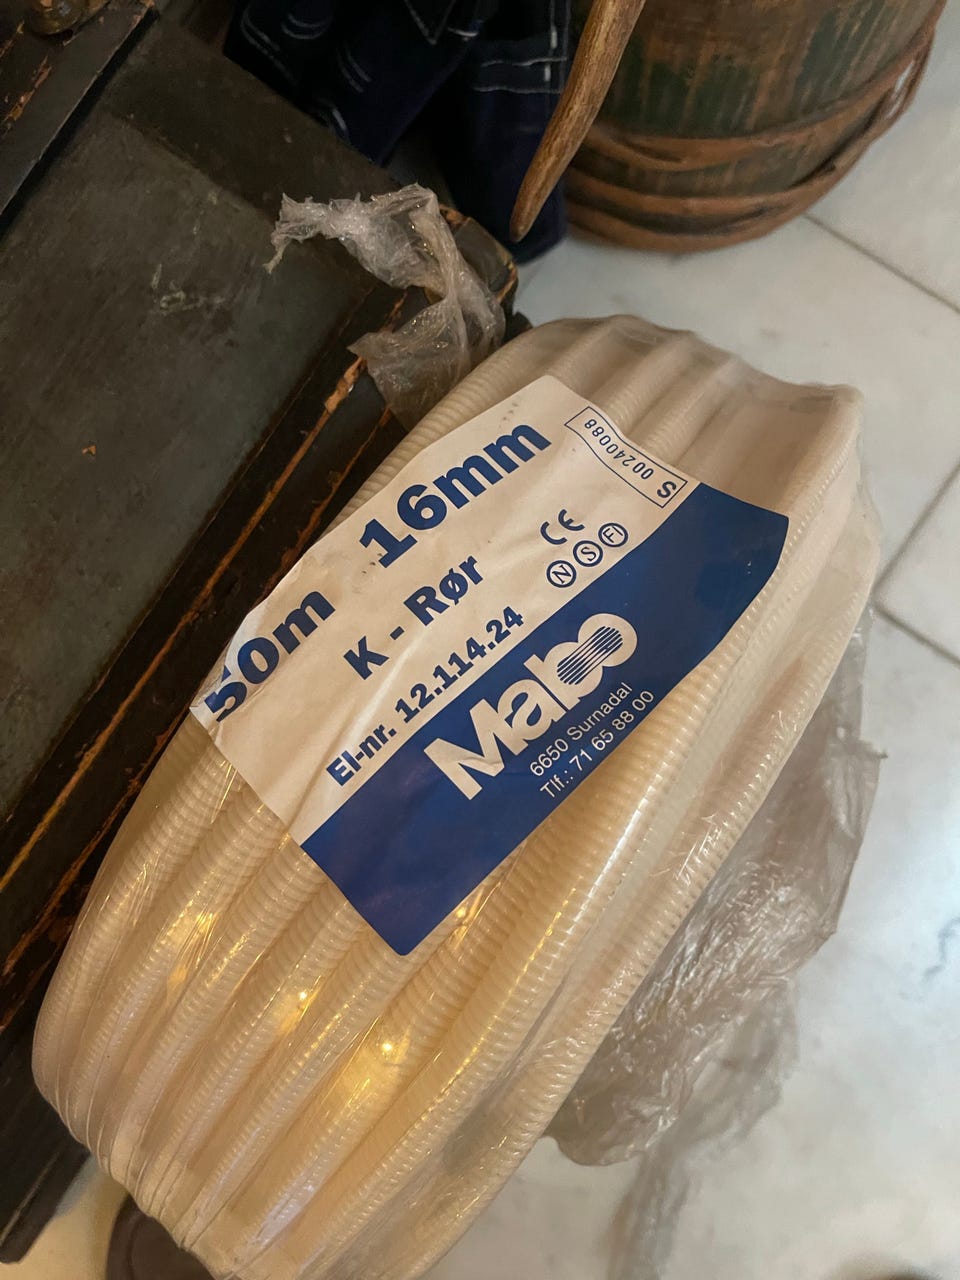 50m 16mm
K - Rør
El-nr. 12.114.24
CE
N S FI
S 00240088
Mabo
6650 Surnadal
Tlf.: 71 65 88 00